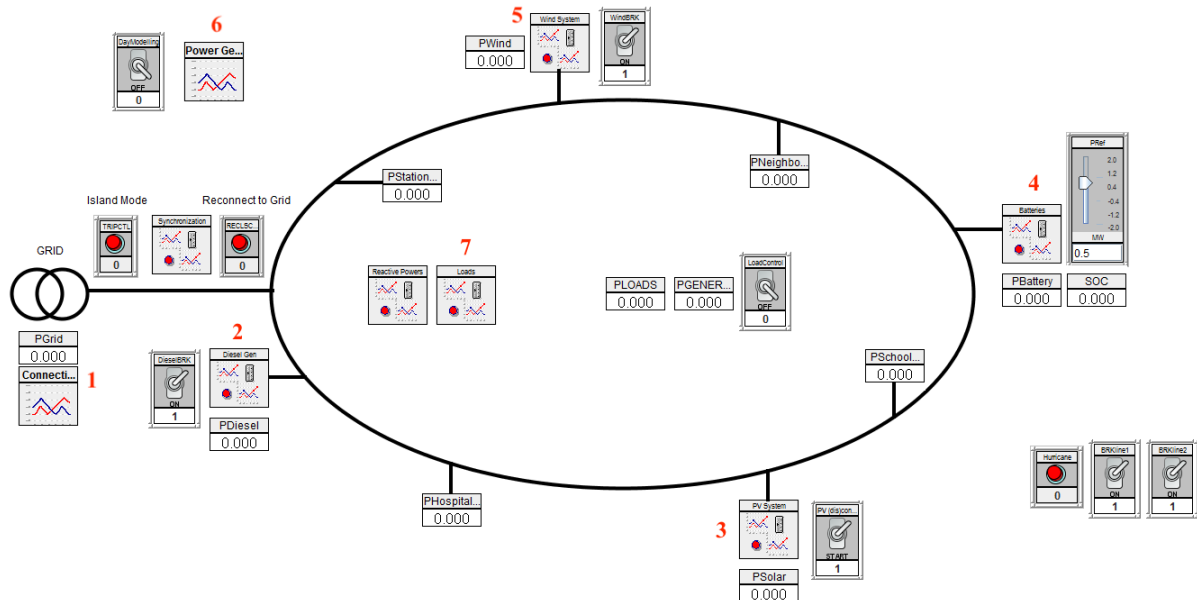 6
5
Wind System
WindBRK
DayModelling
Power Ge...
PWind
0.000
ON
1
OFF
0
PRef
PStation...
0.000
PNeighbo...
0.000
4
2.0
1.2
0.4
-0.4
-1.2
-2.0
Island Mode
Reconnect to Grid
Batteries
TRIPCTL
0
Synchronization
RECLSC...
0
MW
0.5
GRID
7
PBattery
0.000
SOC
0.000
Reactive Powers
Loads
PLOADS
0.000
PGENER...
0.000
LoadControl
OFF
0
PGrid
0.000
2
Diesel Gen
DieselBRK
ON
1
PSchool...
0.000
Connecti...
1
PDiesel
0.000
Hurricane
0
BRKline1
ON
1
BRKline2
ON
1
PHospital...
0.000
3
PV System
PV (dis)con...
START
1
PSolar
0.000